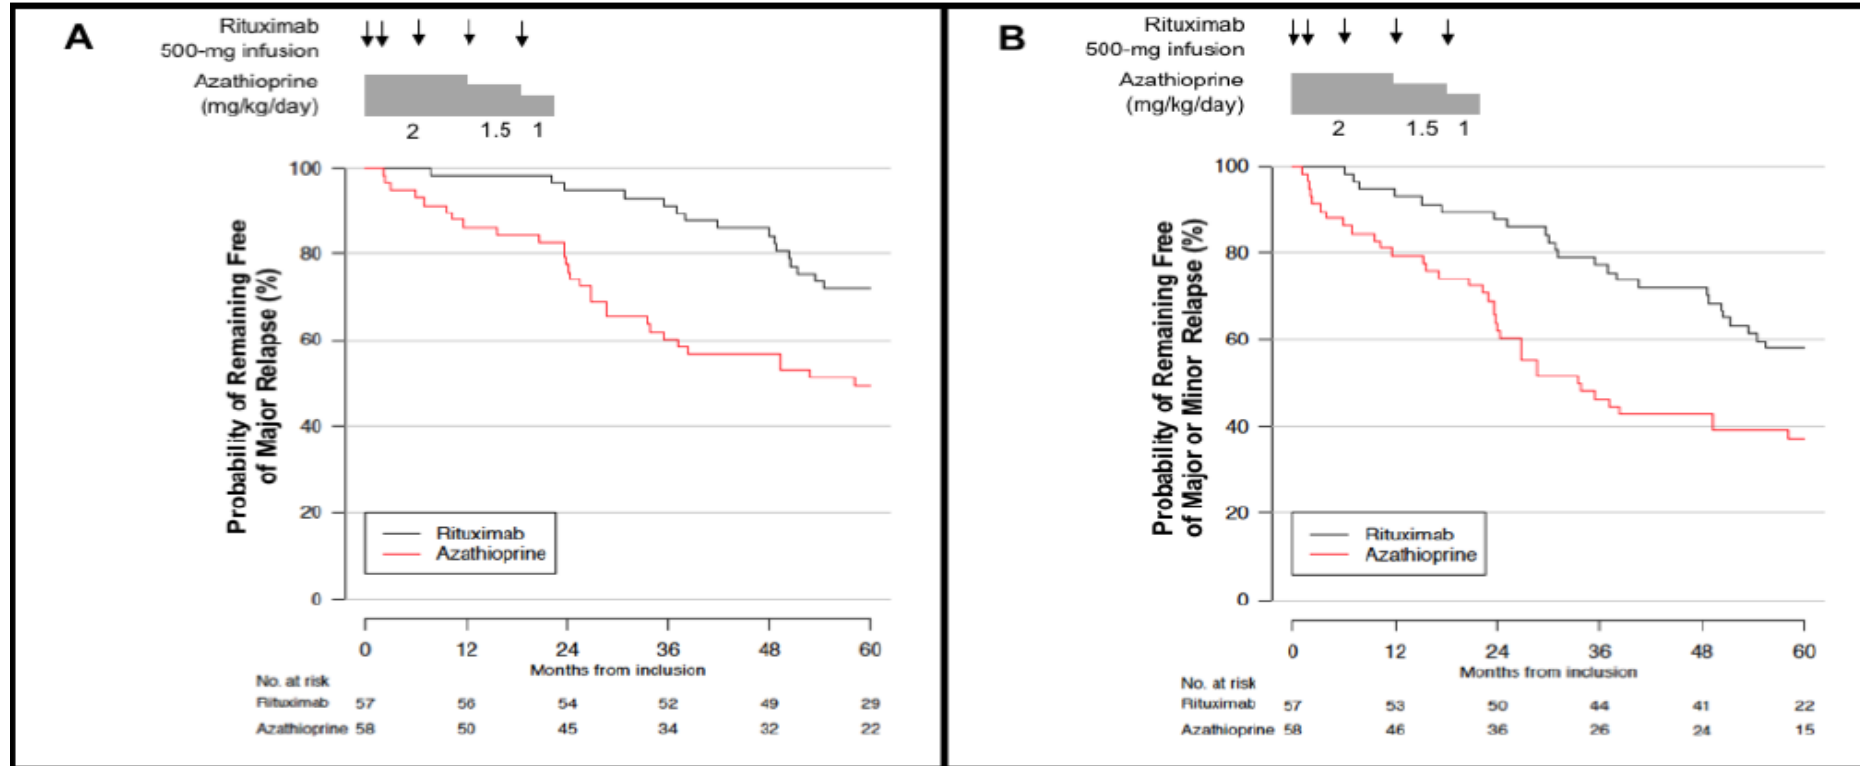 A
Rituximab
500-mg infusion
Azathioprine
(mg/kg/day)
2 1.5 1
Probability of Remaining Free
of Major Relapse (%)
100
80
60
40
20
0
Rituximab
Azathioprine
0 12 24 36 48 60
Months from inclusion
No. at risk
Rituximab 57 56 54 52 49 29
Azathioprine 58 50 45 34 32 22
B
Rituximab
500-mg infusion
Azathioprine
(mg/kg/day)
2 1.5 1
Probability of Remaining Free
of Major or Minor Relapse (%)
100
80
60
40
20
0
Rituximab
Azathioprine
0 12 24 36 48 60
Months from inclusion
No. at risk
Rituximab 57 53 50 44 41 22
Azathioprine 58 46 36 26 24 15